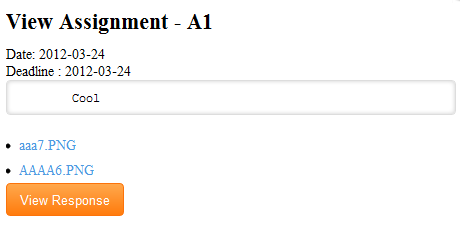 View Assignment - A1
Date: 2012-03-24
Deadline : 2012-03-24
Cool
aaa7.PNG
AAAA6.PNG
View Response